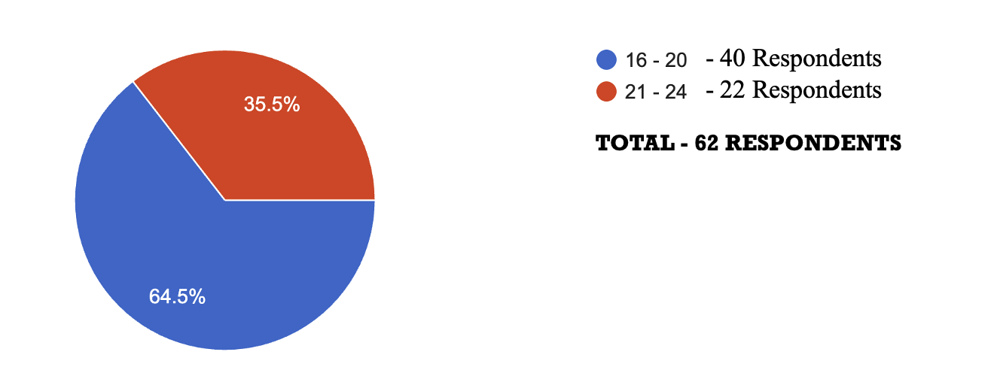 35.5%
64.5%
16 - 20 - 40 Respondents
21 - 24 - 22 Respondents
TOTAL - 62 RESPONDENTS